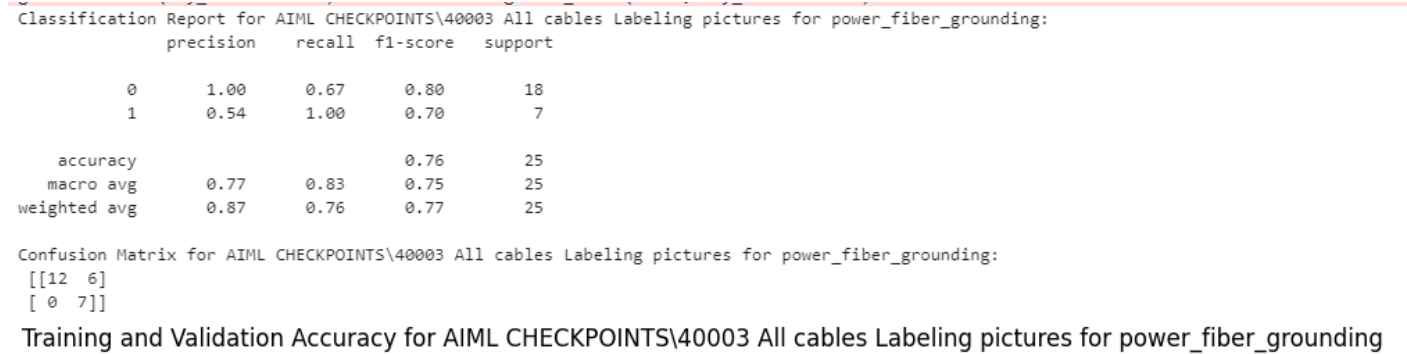 Classification Report for AIML CHECKPOINTS\40003 All cables Labeling pictures for power_fiber_grounding:
precision recall f1-score support
0 1.00 0.67 0.80 18
1 0.54 1.00 0.70 7
accuracy 0.76 25
macro avg 0.77 0.83 0.75 25
weighted avg 0.87 0.76 0.77 25
Confusion Matrix for AIML CHECKPOINTS\40003 All cables Labeling pictures for power_fiber_grounding:
[[12 6]
[ 0 7]]
Training and Validation Accuracy for AIML CHECKPOINTS\40003 All cables Labeling pictures for power_fiber_grounding